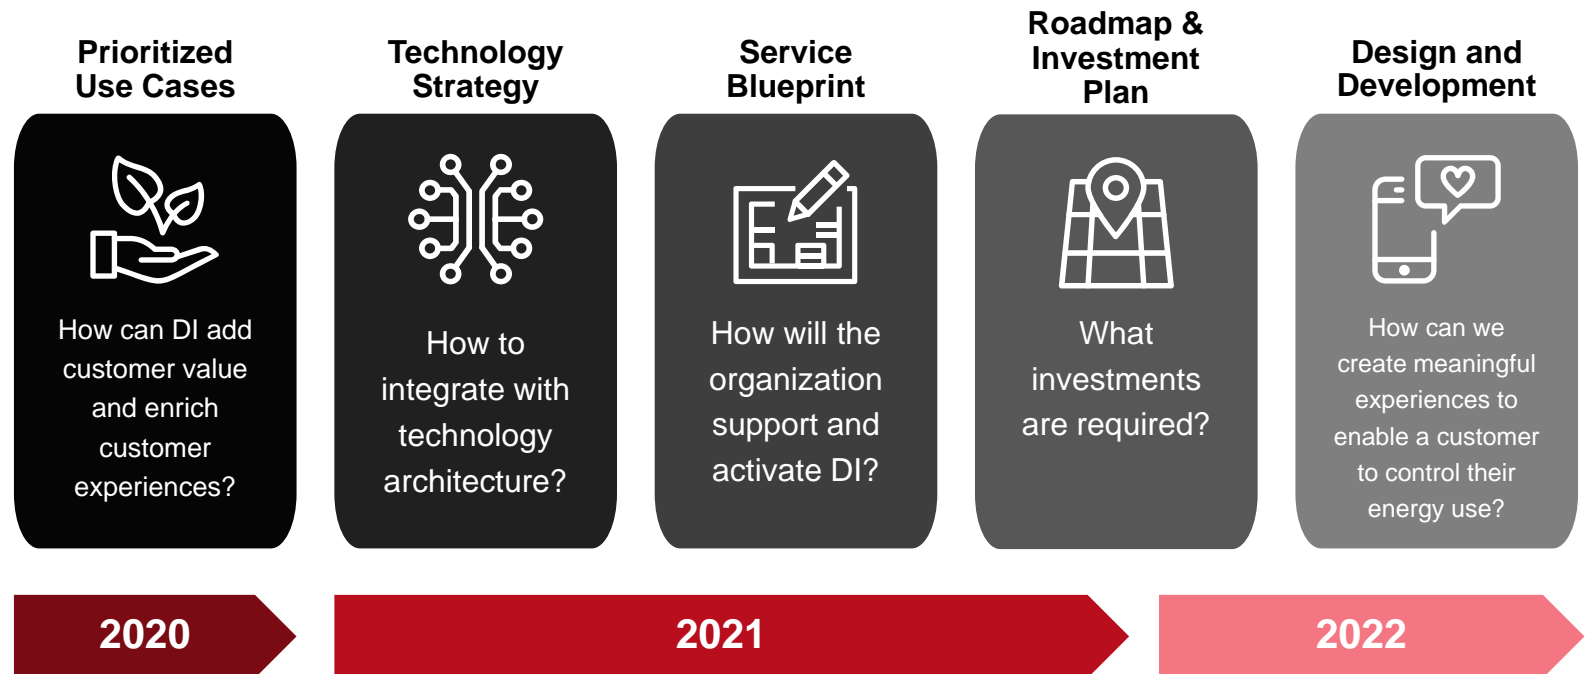 Prioritized
Use Cases
How can DI add
customer value
and enrich
customer
experiences?
Technology
Strategy
How to
integrate with
technology
architecture?
Service
Blueprint
How will the
organization
support and
activate DI?
Roadmap &
Investment
Plan
What
investments
are required?
Design and
Development
How can we
create meaningful
experiences to
enable a customer
to control their
energy use?
2020
2021
2022